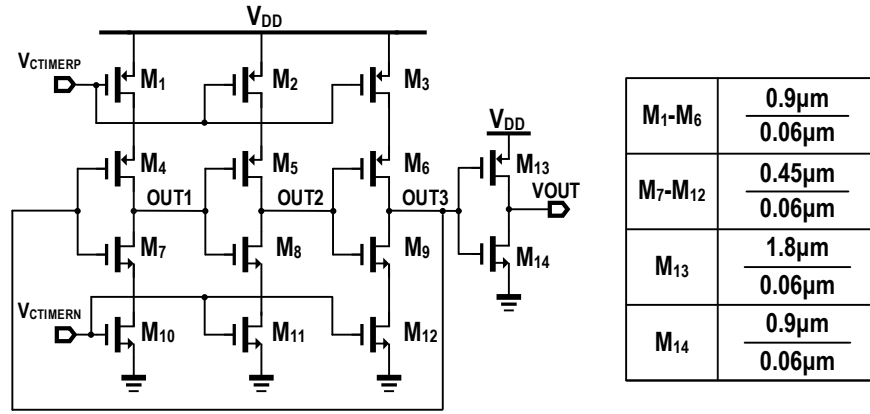 VDD
VCTIMERP
M1
M2
M3
VDD
M4
M5
M6
M13
OUT1
OUT2
OUT3
VOUT
M7
M8
M9
M14
VCTIMERN
M10
M11
M12
M1-M6
0.9µm
0.06µm
M7-M12
0.45µm
0.06µm
M13
1.8µm
0.06µm
M14
0.9µm
0.06µm